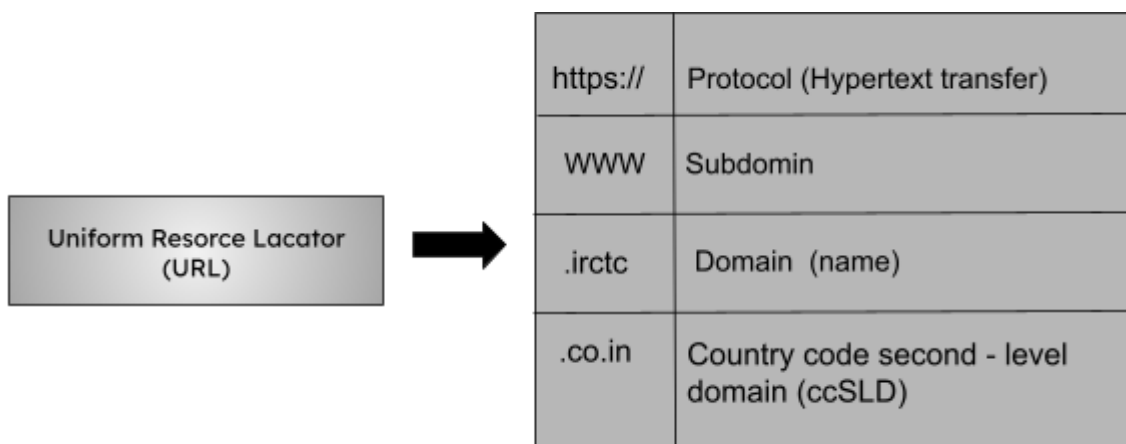 Uniform Resorce Lacator
(URL)
https:// Protocol (Hypertext transfer)
WWW Subdomin
.irctc Domain (name)
.co.in Country code second - level
domain (ccSLD)